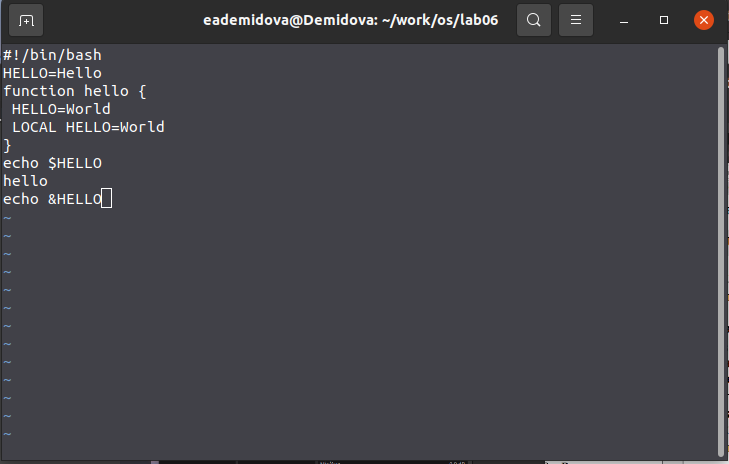 eademidova@Demidova: ~/work/os/lab06
#!/bin/bash
HELLO=Hello
function hello {
 HELLO=World
 LOCAL HELLO=World
}
echo $HELLO
hello
echo &HELLO
~
~
~
~
~
~
~
~
~
~
~
~
~